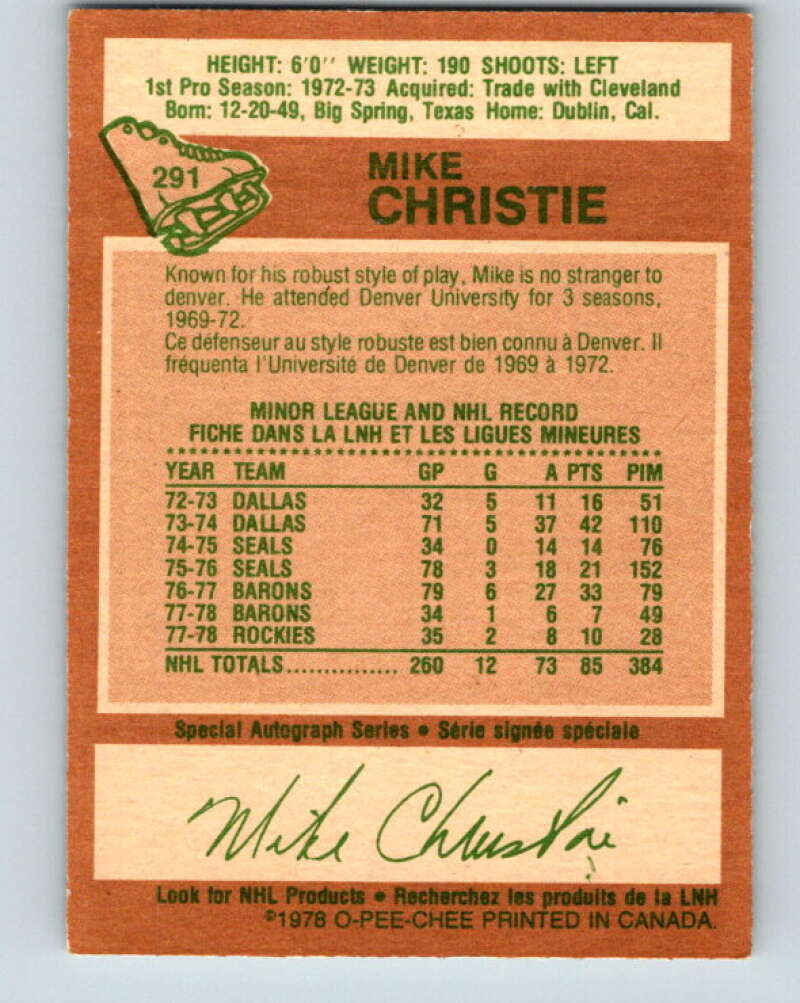 HEIGHT: 6'0'' WEIGHT: 190 SHOOTS: LEFT
1st Pro Season: 1972-73 Acquired: Trade with Cleveland
Born: 12-20-49, Big Spring, Texas Home: Dublin, Cal.
291
MIKE
CHRISTIE
Known for his robust style of play, Mike is no stranger to
denver. He attended Denver University for 3 seasons,
1969-72.
Ce défenseur au style robuste est bien connu à Denver. Il
fréquenta l'Université de Denver de 1969 à 1972.
MINOR LEAGUE AND NHL RECORD
FICHE DANS LA LNH ET LES LIGUES MINEURES
YEAR TEAM GP G A PTS PIM
72-73 DALLAS 32 5 11 16 51
73-74 DALLAS 71 5 37 42 110
74-75 SEALS 34 0 14 14 76
75-76 SEALS 78 3 18 21 152
76-77 BARONS 79 6 27 33 79
77-78 BARONS 34 1 6 7 49
77-78 ROCKIES 35 2 8 10 28
NHL TOTALS............... 260 12 73 85 384
Special Autograph Series • Série signée spéciale
Mike Christie
Look for NHL Products • Recherchez les produits de la LNH
©1978 O-PEE-CHEE PRINTED IN CANADA.